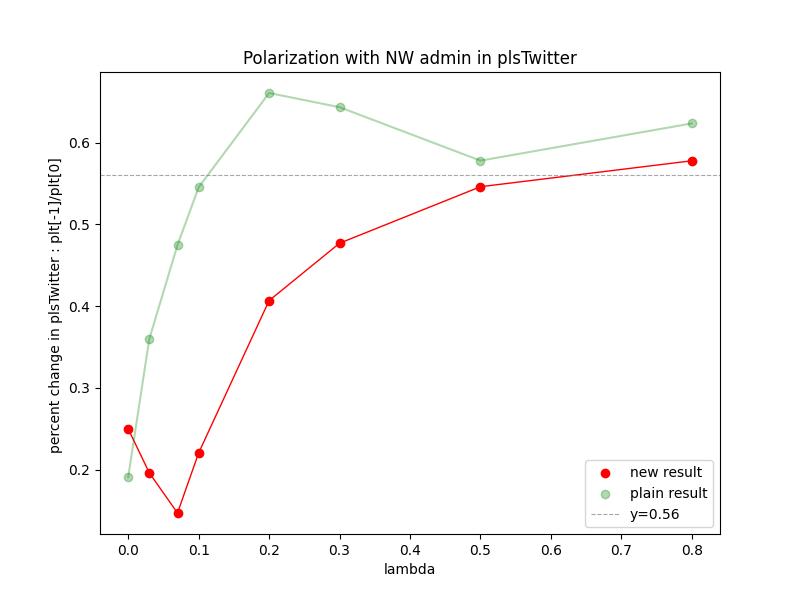 Polarization with NW admin in plsTwitter
percent change in plsTwitter : plt[-1]/plt[0]
0.6
0.5
0.4
0.3
0.2
0.0 0.1 0.2 0.3 0.4 0.5 0.6 0.7 0.8
lambda
new result
plain result
y=0.56